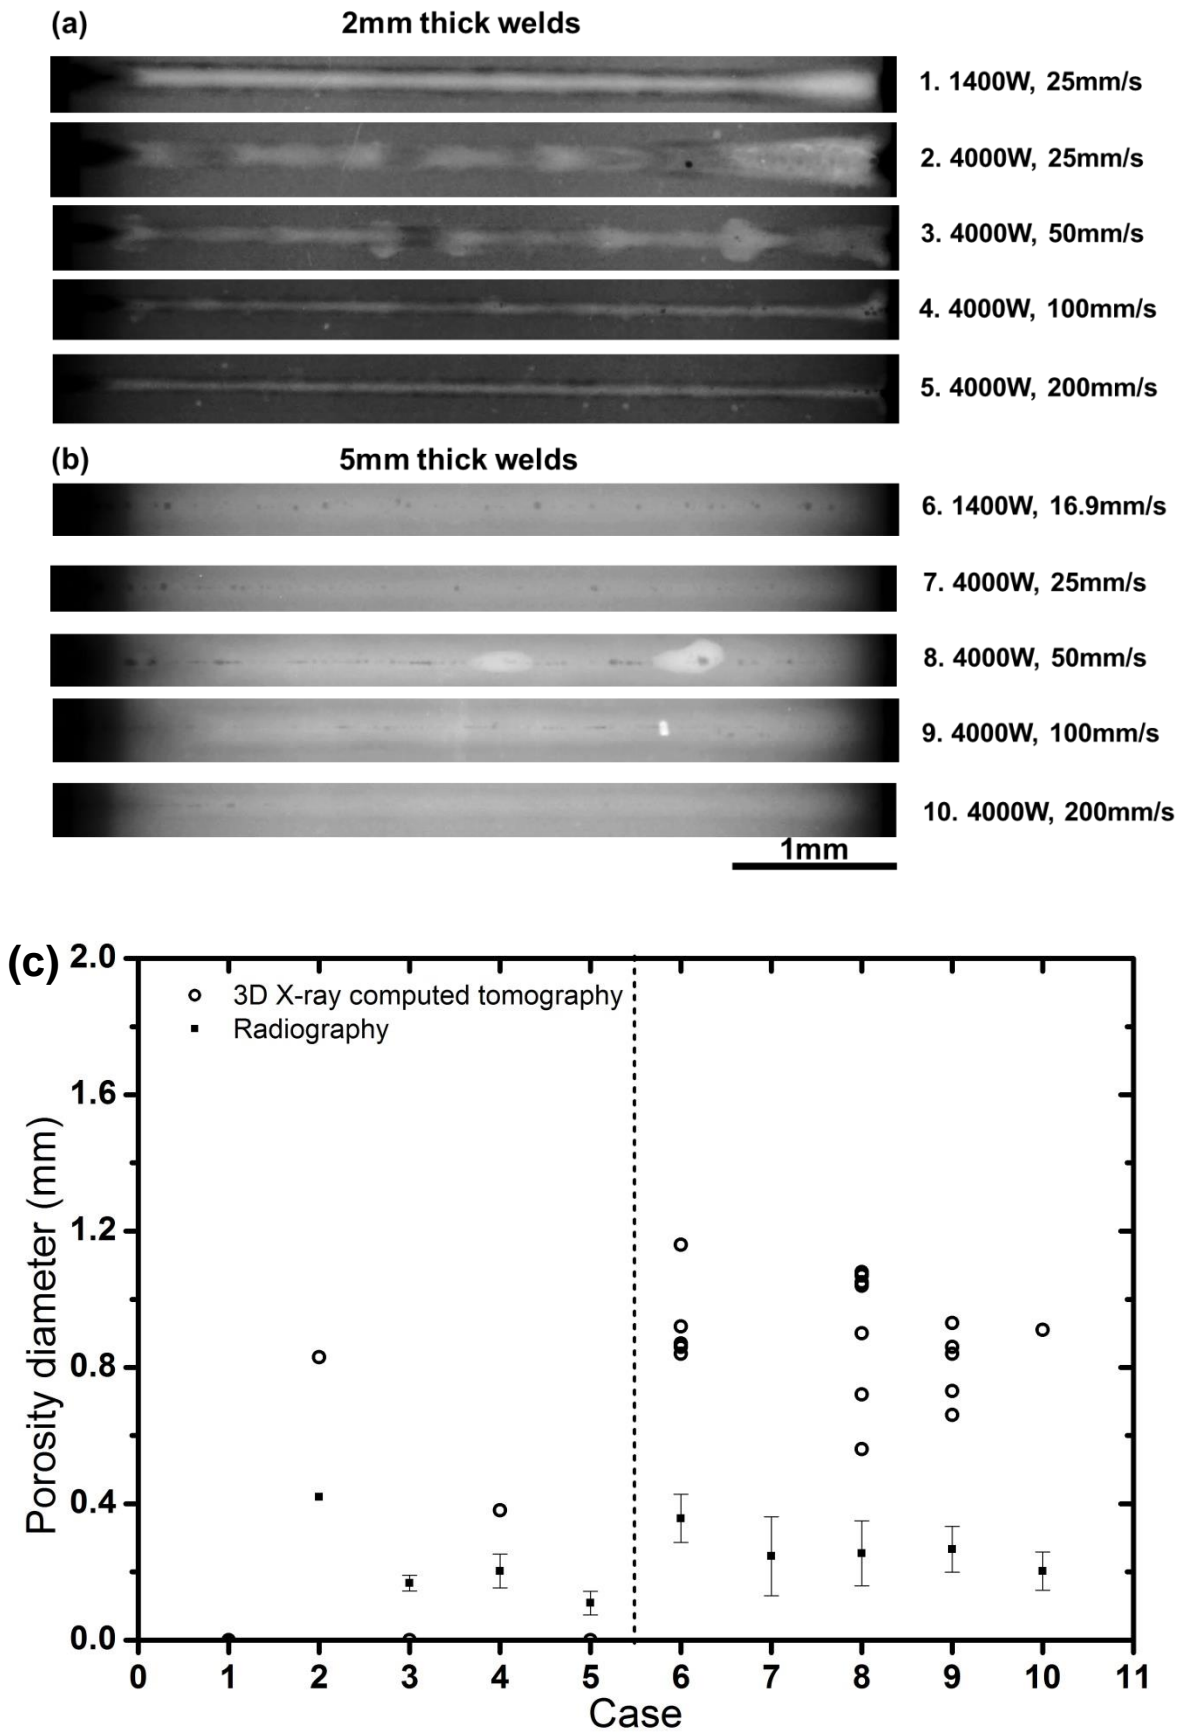 (a) 2mm thick welds
1. 1400W, 25mm/s
2. 4000W, 25mm/s
3. 4000W, 50mm/s
4. 4000W, 100mm/s
5. 4000W, 200mm/s
(b) 5mm thick welds
6. 1400W, 16.9mm/s
7. 4000W, 25mm/s
8. 4000W, 50mm/s
9. 4000W, 100mm/s
10. 4000W, 200mm/s
1mm
(c)
2.0
1.6
1.2
0.8
0.4
0.0
Porosity diameter (mm)
3D X-ray computed tomography
Radiography
0 1 2 3 4 5 6 7 8 9 10 11
Case